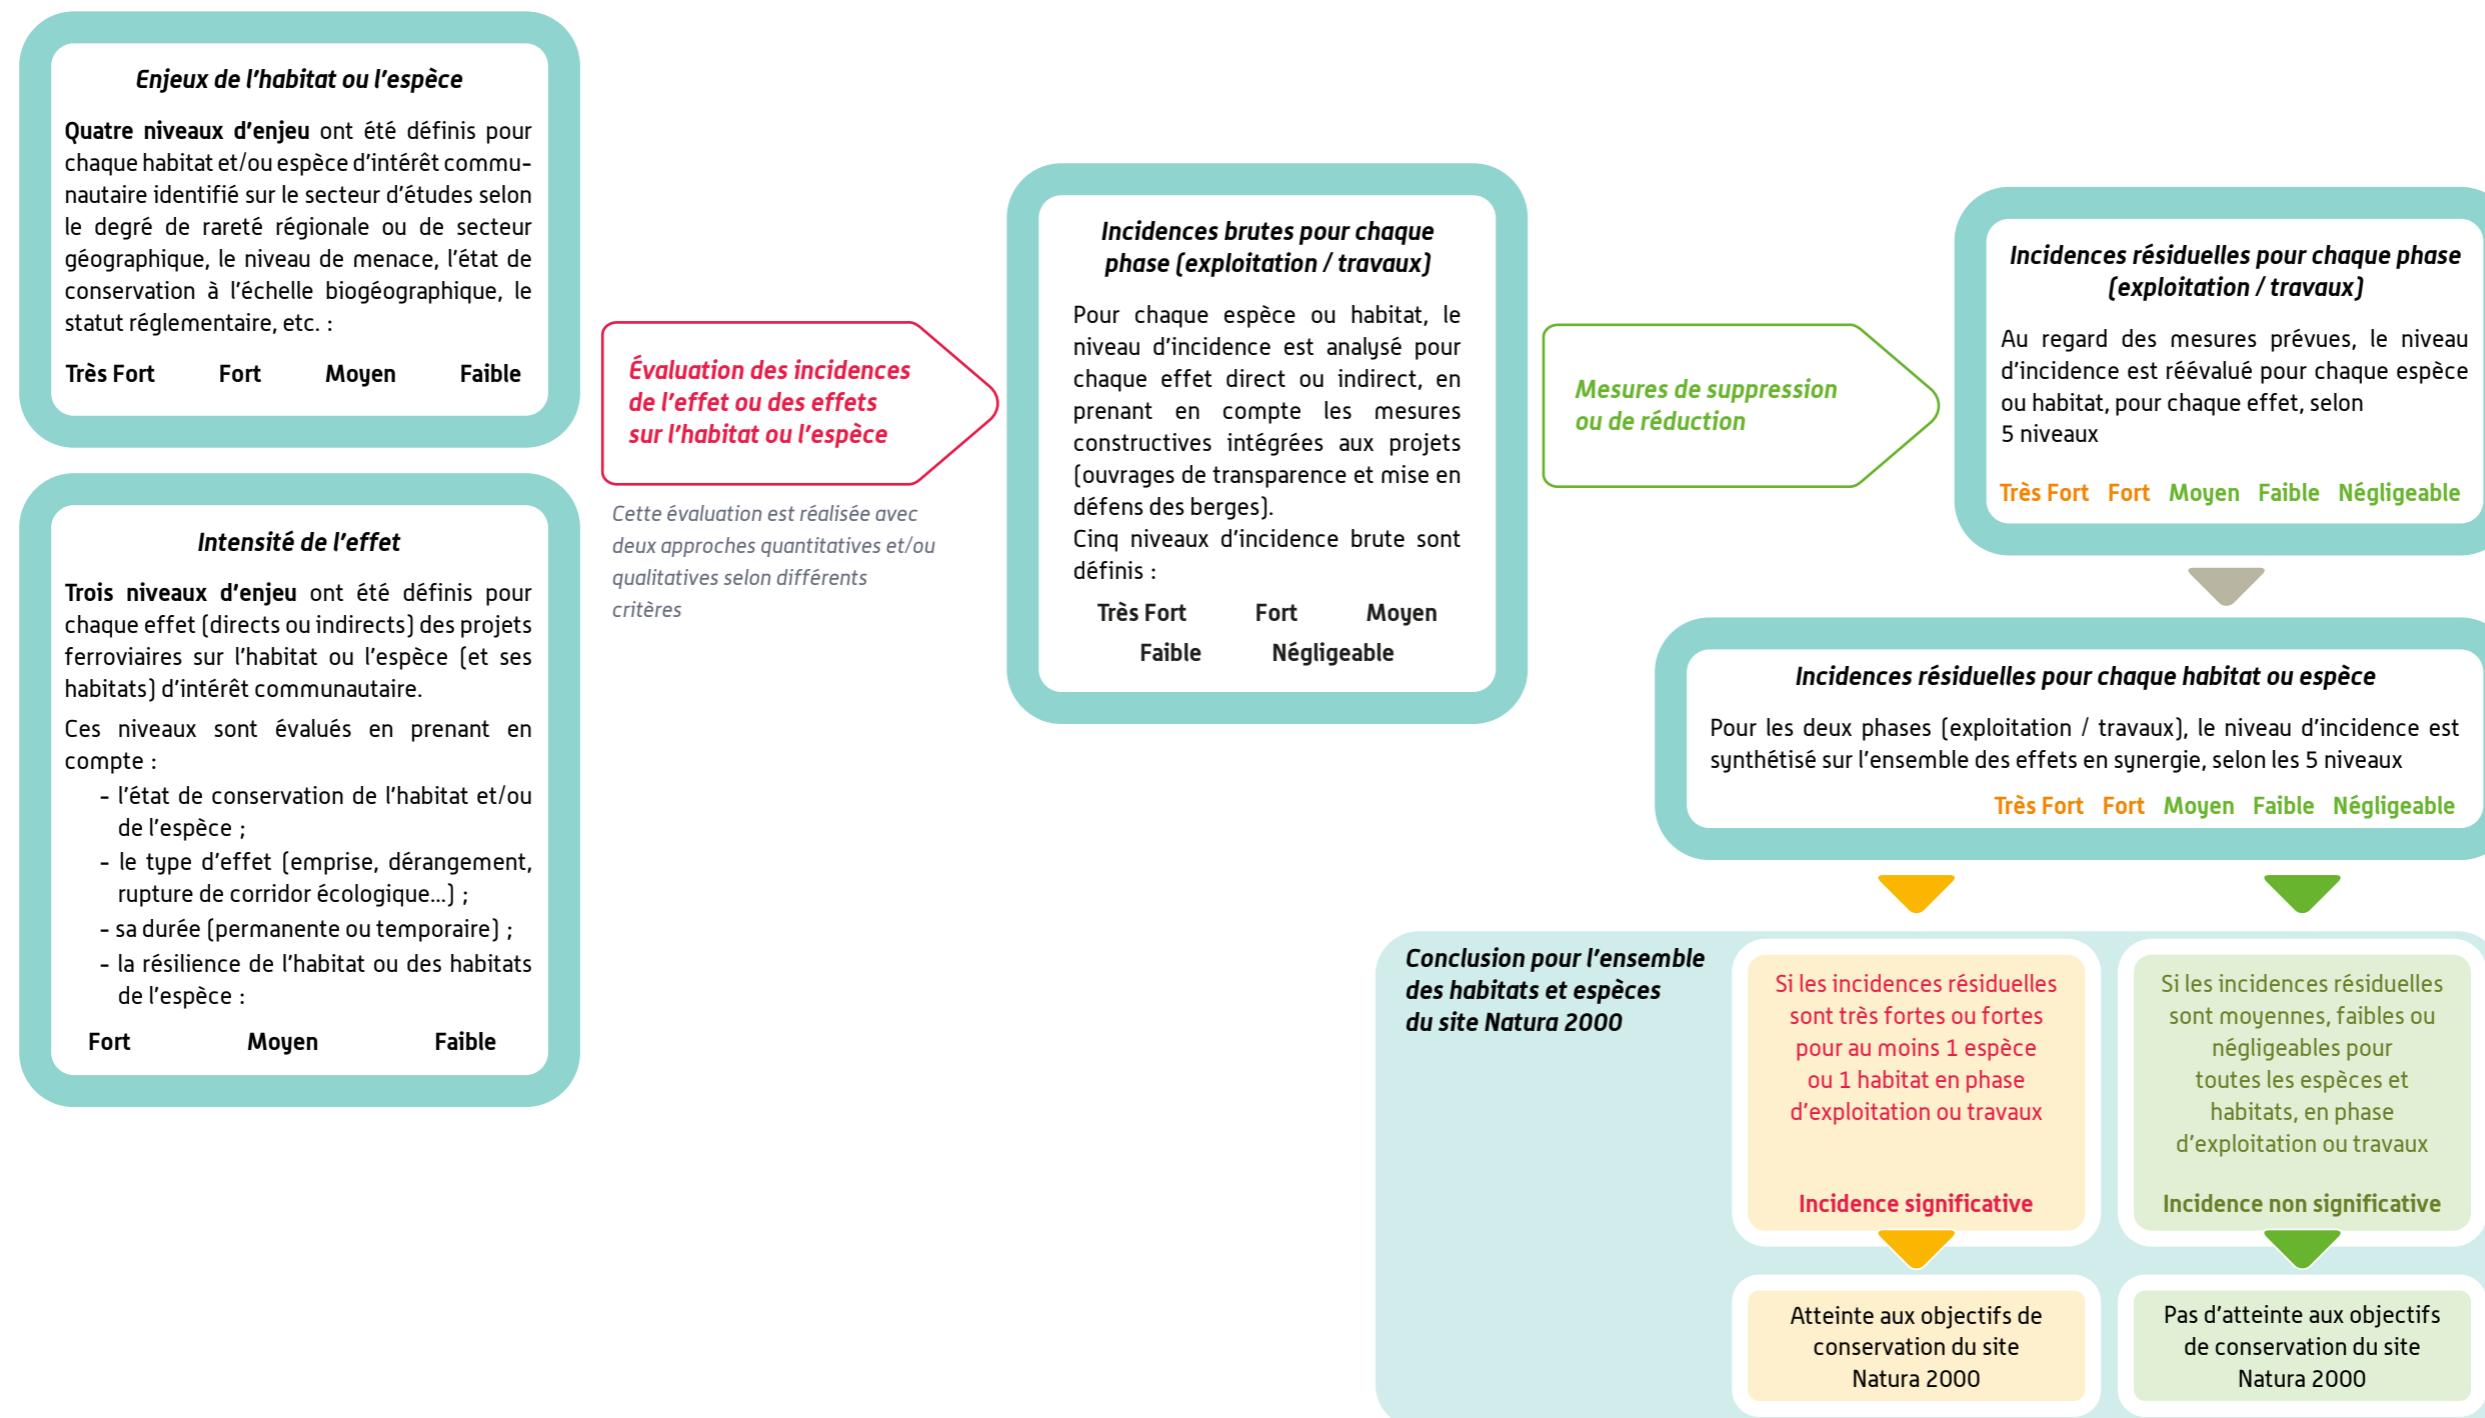 Enjeux de l'habitat ou l'espèce
Quatre niveaux d'enjeu ont été définis pour
chaque habitat et/ou espèce d'intérêt commu-
nautaire identifié sur le secteur d'études selon
le degré de rareté régionale ou de secteur
géographique, le niveau de menace, l'état de
conservation à l'échelle biogéographique, le
statut réglementaire, etc. :
Très Fort Fort Moyen Faible
Intensité de l'effet
Trois niveaux d'enjeu ont été définis pour
chaque effet (directs ou indirects) des projets
ferroviaires sur l'habitat ou l'espèce (et ses
habitats) d'intérêt communautaire.
Ces niveaux sont évalués en prenant en
compte :
- l'état de conservation de l'habitat et/ou
de l'espèce ;
- le type d'effet (emprise, dérangement,
rupture de corridor écologique...) ;
- sa durée (permanente ou temporaire) ;
- la résilience de l'habitat ou des habitats
de l'espèce :
Fort Moyen Faible
Évaluation des incidences
de l'effet ou des effets
sur l'habitat ou l'espèce
Cette évaluation est réalisée avec
deux approches quantitatives et/ou
qualitatives selon différents
critères
Incidences brutes pour chaque
phase (exploitation / travaux)
Pour chaque espèce ou habitat, le
niveau d'incidence est analysé pour
chaque effet direct ou indirect, en
prenant en compte les mesures
constructives intégrées aux projets
(ouvrages de transparence et mise en
défens des berges).
Cinq niveaux d'incidence brute sont
définis :
Très Fort Fort Moyen
Faible Négligeable
Mesures de suppression
ou de réduction
Incidences résiduelles pour chaque phase
(exploitation / travaux)
Au regard des mesures prévues, le niveau
d'incidence est réévalué pour chaque espèce
ou habitat, pour chaque effet, selon
5 niveaux
Très Fort Fort Moyen Faible Négligeable
Incidences résiduelles pour chaque habitat ou espèce
Pour les deux phases (exploitation / travaux), le niveau d'incidence est
synthétisé sur l'ensemble des effets en synergie, selon les 5 niveaux
Très Fort Fort Moyen Faible Négligeable
Conclusion pour l'ensemble
des habitats et espèces
du site Natura 2000
Si les incidences résiduelles
sont très fortes ou fortes
pour au moins 1 espèce
ou 1 habitat en phase
d'exploitation ou travaux
Incidence significative
Atteinte aux objectifs de
conservation du site
Natura 2000
Si les incidences résiduelles
sont moyennes, faibles ou
négligeables pour
toutes les espèces et
habitats, en phase
d'exploitation ou travaux
Incidence non significative
Pas d'atteinte aux objectifs
de conservation du site
Natura 2000